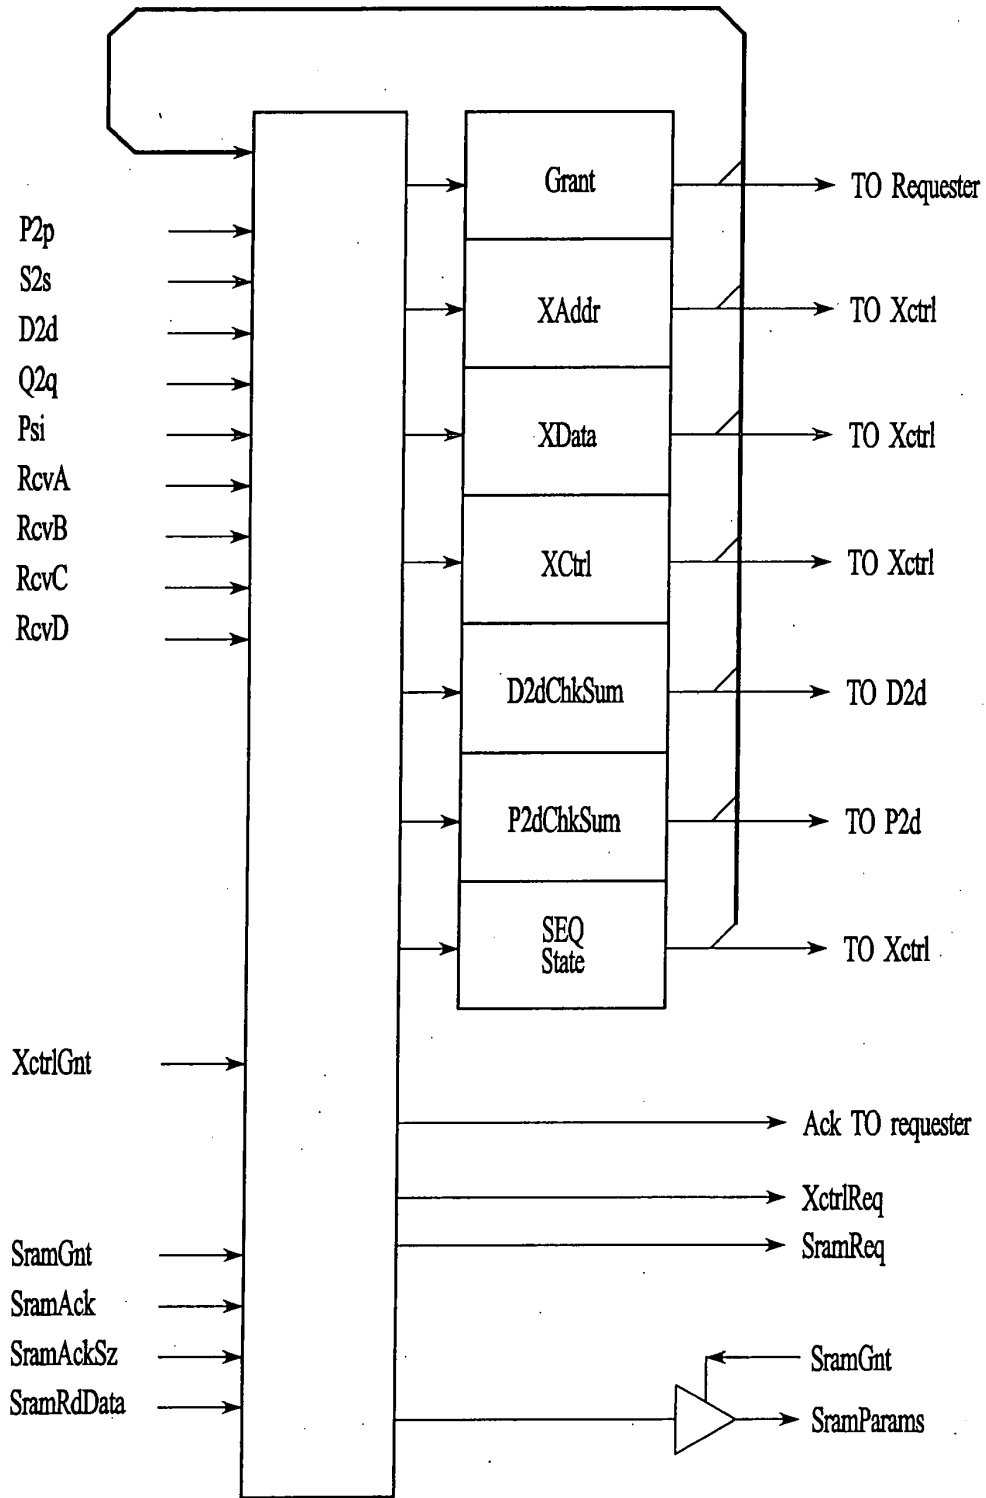 Grant
TO Requester
P2p
S2s
D2d
Q2q
Psi
RcvA
RcvB
RcvC
RcvD
XAddr
TO Xctrl
XData
TO Xctrl
XCtrl
TO Xctrl
D2dChkSum
TO D2d
P2dChkSum
TO P2d
SEQ
State
TO Xctrl
XctrlGnt
Ack TO requester
XctrlReq
SramReq
SramGnt
SramAck
SramAckSz
SramRdData
SramGnt
SramParams